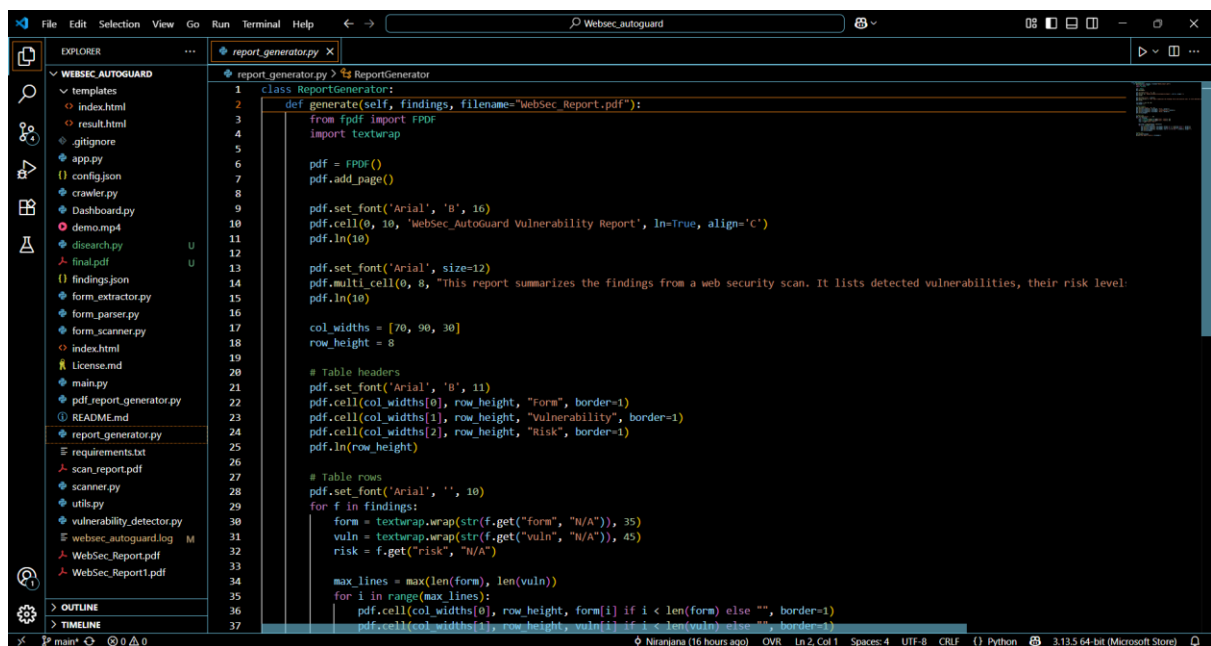 File Edit Selection View Go Run Terminal Help
Websec_autoguard
EXPLORER
WEBSEC_AUTOGUARD
templates
index.html
result.html
.gitignore
app.py
{} config.json
crawler.py
Dashboard.py
demo.mp4
disearch.py U
final.pdf U
{} findings.json
form_extractor.py
form_parser.py
form_scanner.py
index.html
License.md
main.py
pdf_report_generator.py
README.md
report_generator.py
requirements.txt
scan_report.pdf
scanner.py
utils.py
vulnerability_detector.py
websec_autoguard.log M
WebSec_Report.pdf
WebSec_Report1.pdf
OUTLINE
TIMELINE
4
1
report_generator.py
report_generator.py > ReportGenerator
1 class ReportGenerator:
2 def generate(self, findings, filename="WebSec_Report.pdf"):
3 from fpdf import FPDF
4 import textwrap
5
6 pdf = FPDF()
7 pdf.add_page()
8
9 pdf.set_font('Arial', 'B', 16)
10 pdf.cell(0, 10, 'WebSec_AutoGuard Vulnerability Report', ln=True, align='C')
11 pdf.ln(10)
12
13 pdf.set_font('Arial', size=12)
14 pdf.multi_cell(0, 8, "This report summarizes the findings from a web security scan. It lists detected vulnerabilities, their risk level
15 pdf.ln(10)
16
17 col_widths = [70, 90, 30]
18 row_height = 8
19
20 # Table headers
21 pdf.set_font('Arial', 'B', 11)
22 pdf.cell(col_widths[0], row_height, "Form", border=1)
23 pdf.cell(col_widths[1], row_height, "Vulnerability", border=1)
24 pdf.cell(col_widths[2], row_height, "Risk", border=1)
25 pdf.ln(row_height)
26
27 # Table rows
28 pdf.set_font('Arial', '', 10)
29 for f in findings:
30 form = textwrap.wrap(str(f.get("form", "N/A")), 35)
31 vuln = textwrap.wrap(str(f.get("vuln", "N/A")), 45)
32 risk = f.get("risk", "N/A")
33
34 max_lines = max(len(form), len(vuln))
35 for i in range(max_lines):
36 pdf.cell(col_widths[0], row_height, form[i] if i < len(form) else "", border=1)
37 pdf.cell(col_widths[1], row_height, vuln[i] if i < len(vuln) else "", border=1)
main* 0 0 Niranjana (16 hours ago) OVR Ln 2, Col 1 Spaces: 4 UTF-8 CRLF {} Python 3.13.5 64-bit (Microsoft Store)